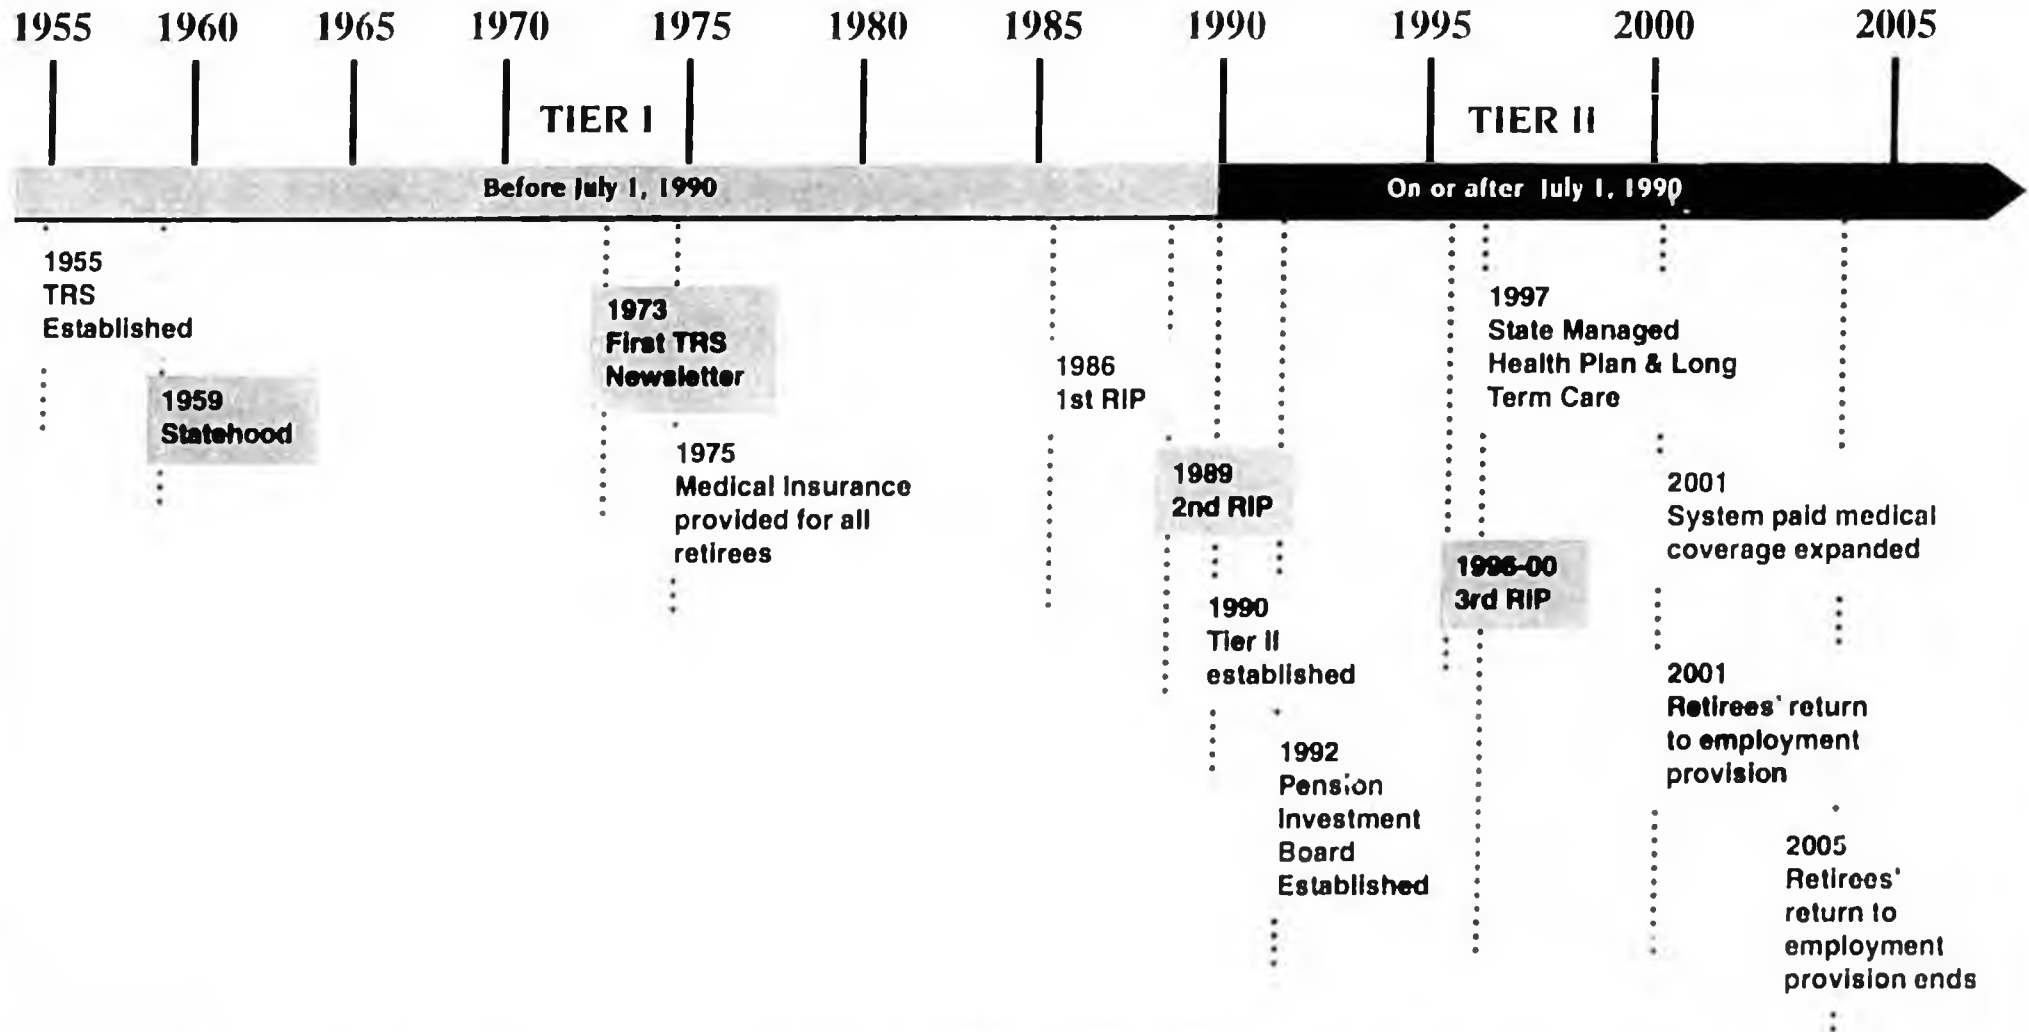 1955 1960 1965 1970 1975 1980 1985 1990 1995 2000 2005
TIER I
TIER II
Before July 1, 1990
On or after July 1, 1990
1955
TRS
Established
1959
Statehood
1973
First TRS
Newsletter
1975
Medical Insurance
provided for all
retirees
1986
1st RIP
1989
2nd RIP
1990
Tier II
established
1992
Pension
Investment
Board
Established
1996-00
3rd RIP
1997
State Managed
Health Plan & Long
Term Care
2001
System paid medical
coverage expanded
2001
Retirees' return
to employment
provision
2005
Retirees'
return to
employment
provision ends